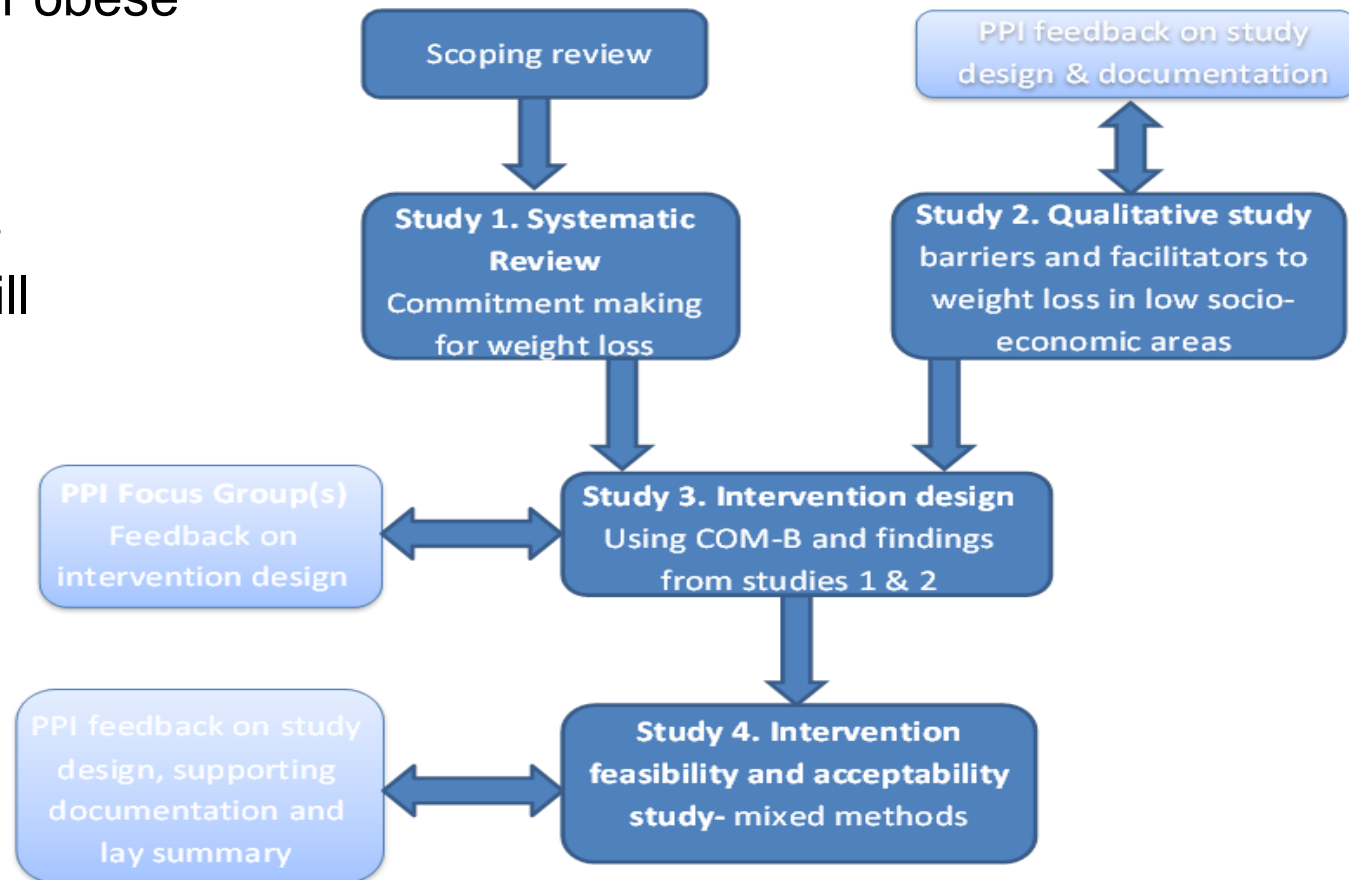 r obese
ill
Scoping review
PPI feedback on study
design & documentation
Study 1. Systematic
Review
Commitment making
for weight loss
Study 2. Qualitative study
barriers and facilitators to
weight loss in low socio-
economic areas
PPI Focus Group(s)
Feedback on
intervention design
Study 3. Intervention design
Using COM-B and findings
from studies 1 & 2
PPI feedback on study
design, supporting
documentation and
lay summary
Study 4. Intervention
feasibility and acceptability
study- mixed methods